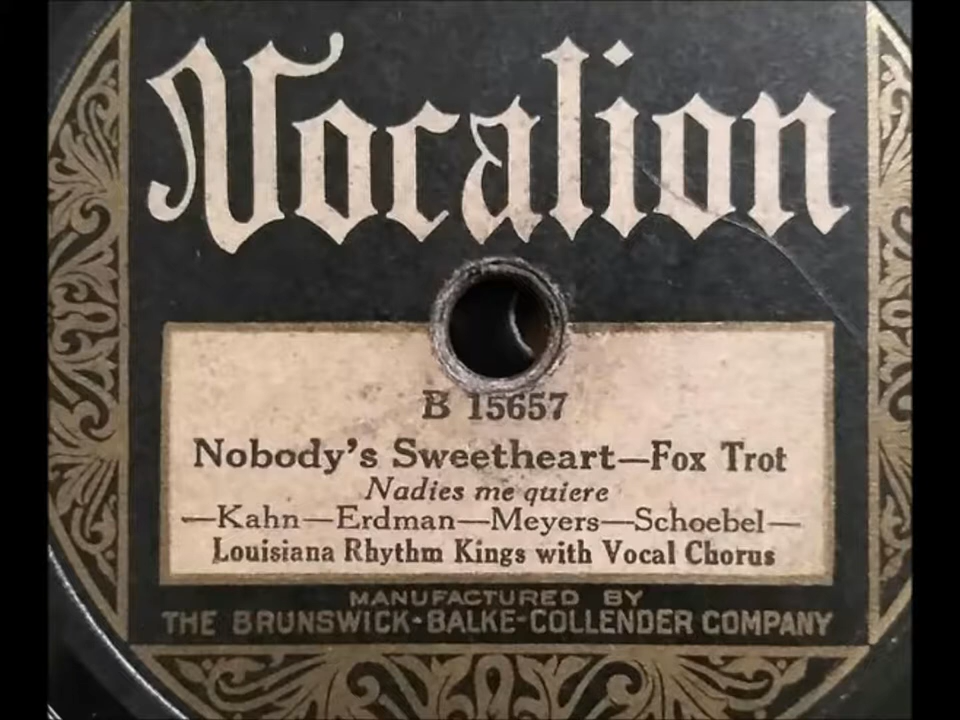 Vocalion
B 15657
Nobody's Sweetheart—Fox Trot
Nadies me quiere
—Kahn—Erdman—Meyers—Schoebel—
Louisiana Rhythm Kings with Vocal Chorus
MANUFACTURED BY
THE BRUNSWICK-BALKE-COLLENDER COMPANY